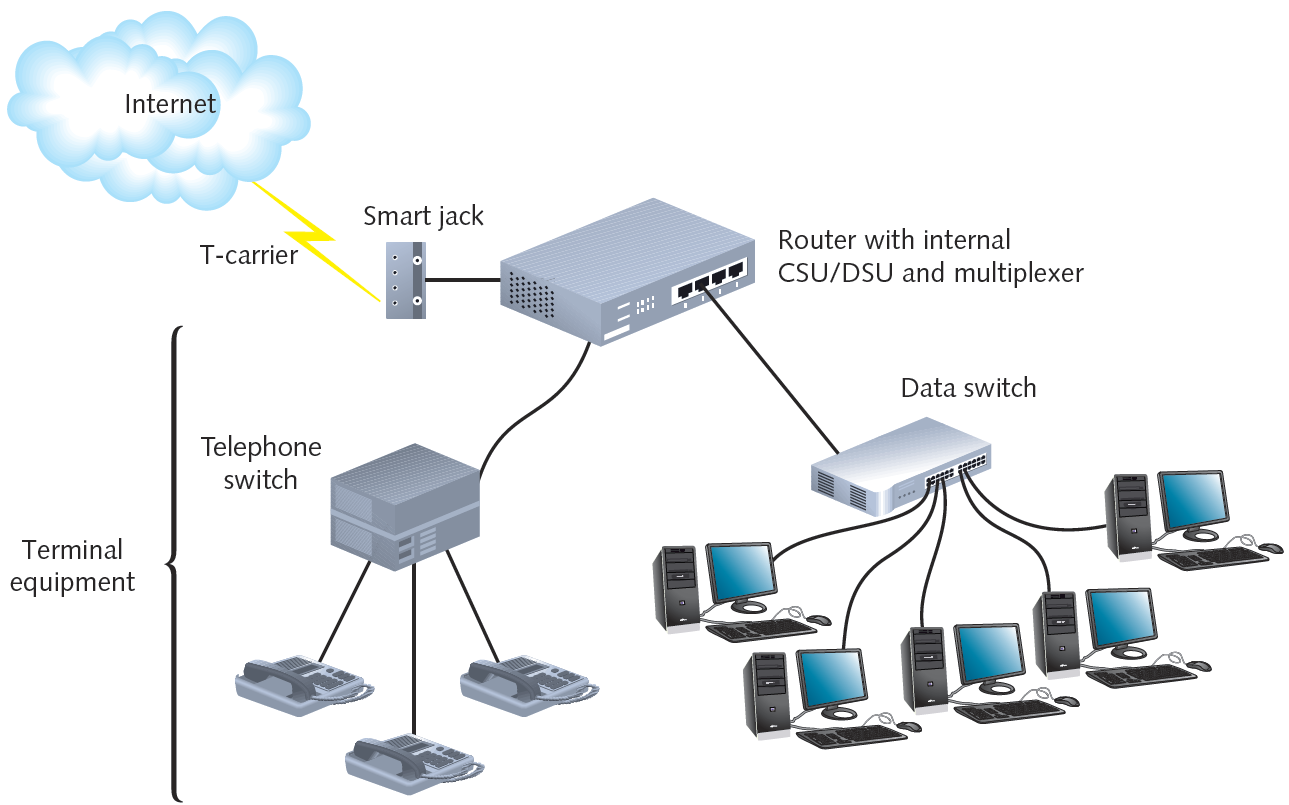 Internet
Smart jack
T-carrier
Router with internal
CSU/DSU and multiplexer
Data switch
Telephone
switch
Terminal
equipment